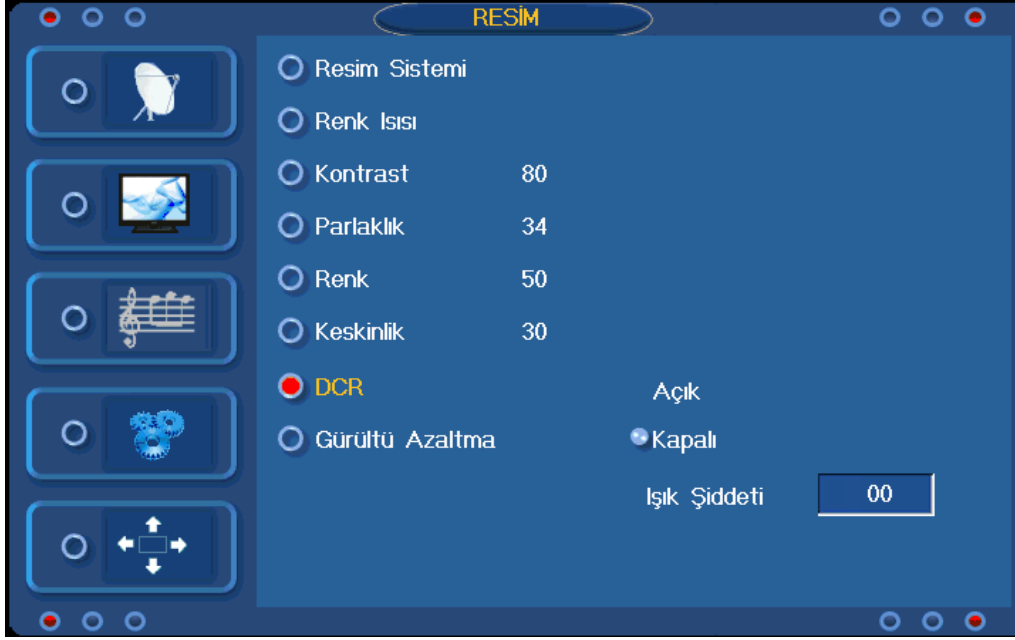 RESİM
Resim Sistemi
Renk Isısı
Kontrast 80
Parlaklık 34
Renk 50
Keskinlik 30
DCR Açık
Gürültü Azaltma Kapalı
Işık Şiddeti 00